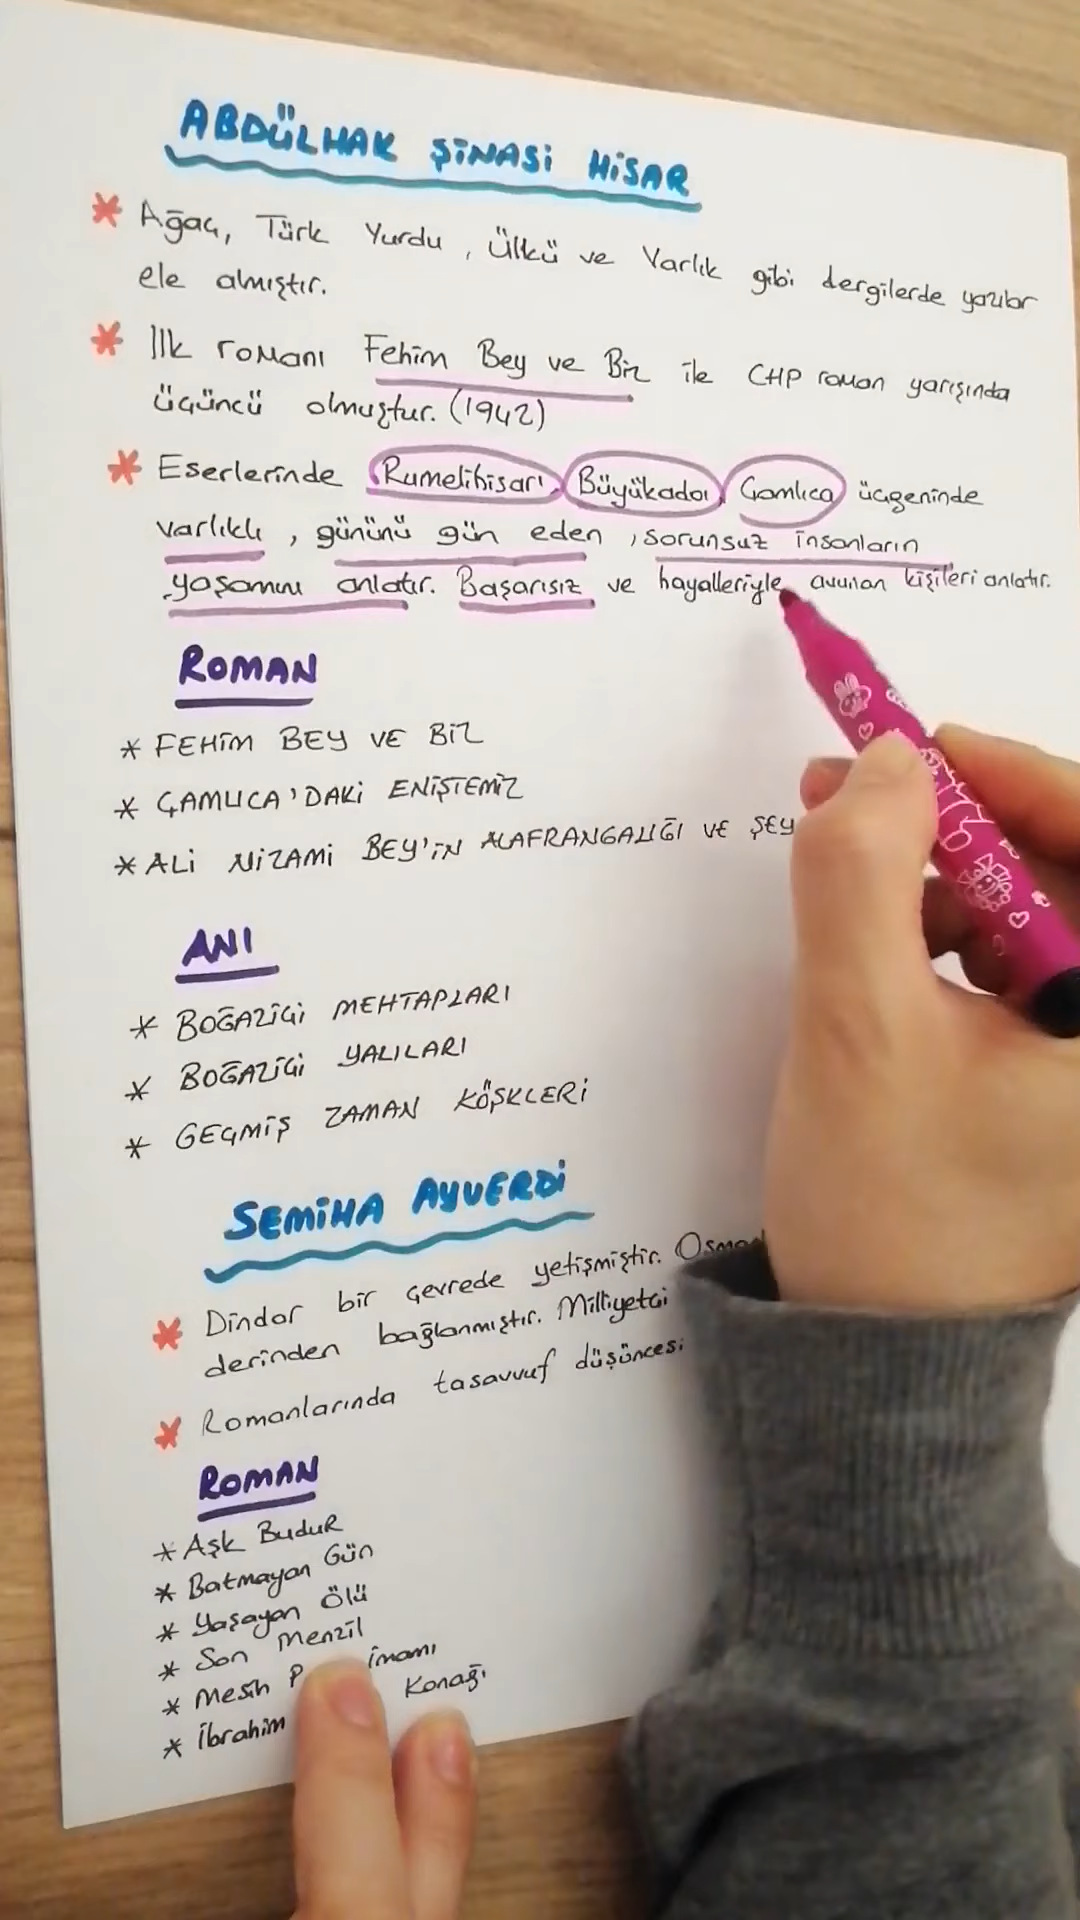 ABDÜLHAK ŞİNASİ HİSAR
* Ağaç, Türk Yurdu, Ülkü ve Varlık gibi dergilerde yazılar
ele almıştır.
* İlk romanı Fehim Bey ve Biz ile CHP roman yarışında
üçüncü olmuştur. (1942)
* Eserlerinde Rumelihisarı, Büyükada, Çamlıca üçgeninde
varlıklı, gününü gün eden, sorunsuz insanların
yaşamını anlatır. Başarısız ve hayalleriyle avunan kişileri anlatır.
ROMAN
* FEHİM BEY VE BİZ
* ÇAMLICA'DAKİ ENİŞTEMİZ
* ALİ NİZAMİ BEY'İN ALAFRANGALIĞI VE ŞEY
ANI
* BOĞAZİÇİ MEHTAPLARI
* BOĞAZİÇİ YALILARI
* GEÇMİŞ ZAMAN KÖŞKLERİ
SEMİHA AYVERDİ
* Dindar bir çevrede yetişmiştir. Osman
derinden bağlanmıştır. Milliyetçi
* Romanlarında tasavvuf düşüncesi
ROMAN
* Aşk Budur
* Batmayan Gün
* Yaşayan Ölü
* Son Menzil
* Mesih P imamı
* İbrahim Konağı